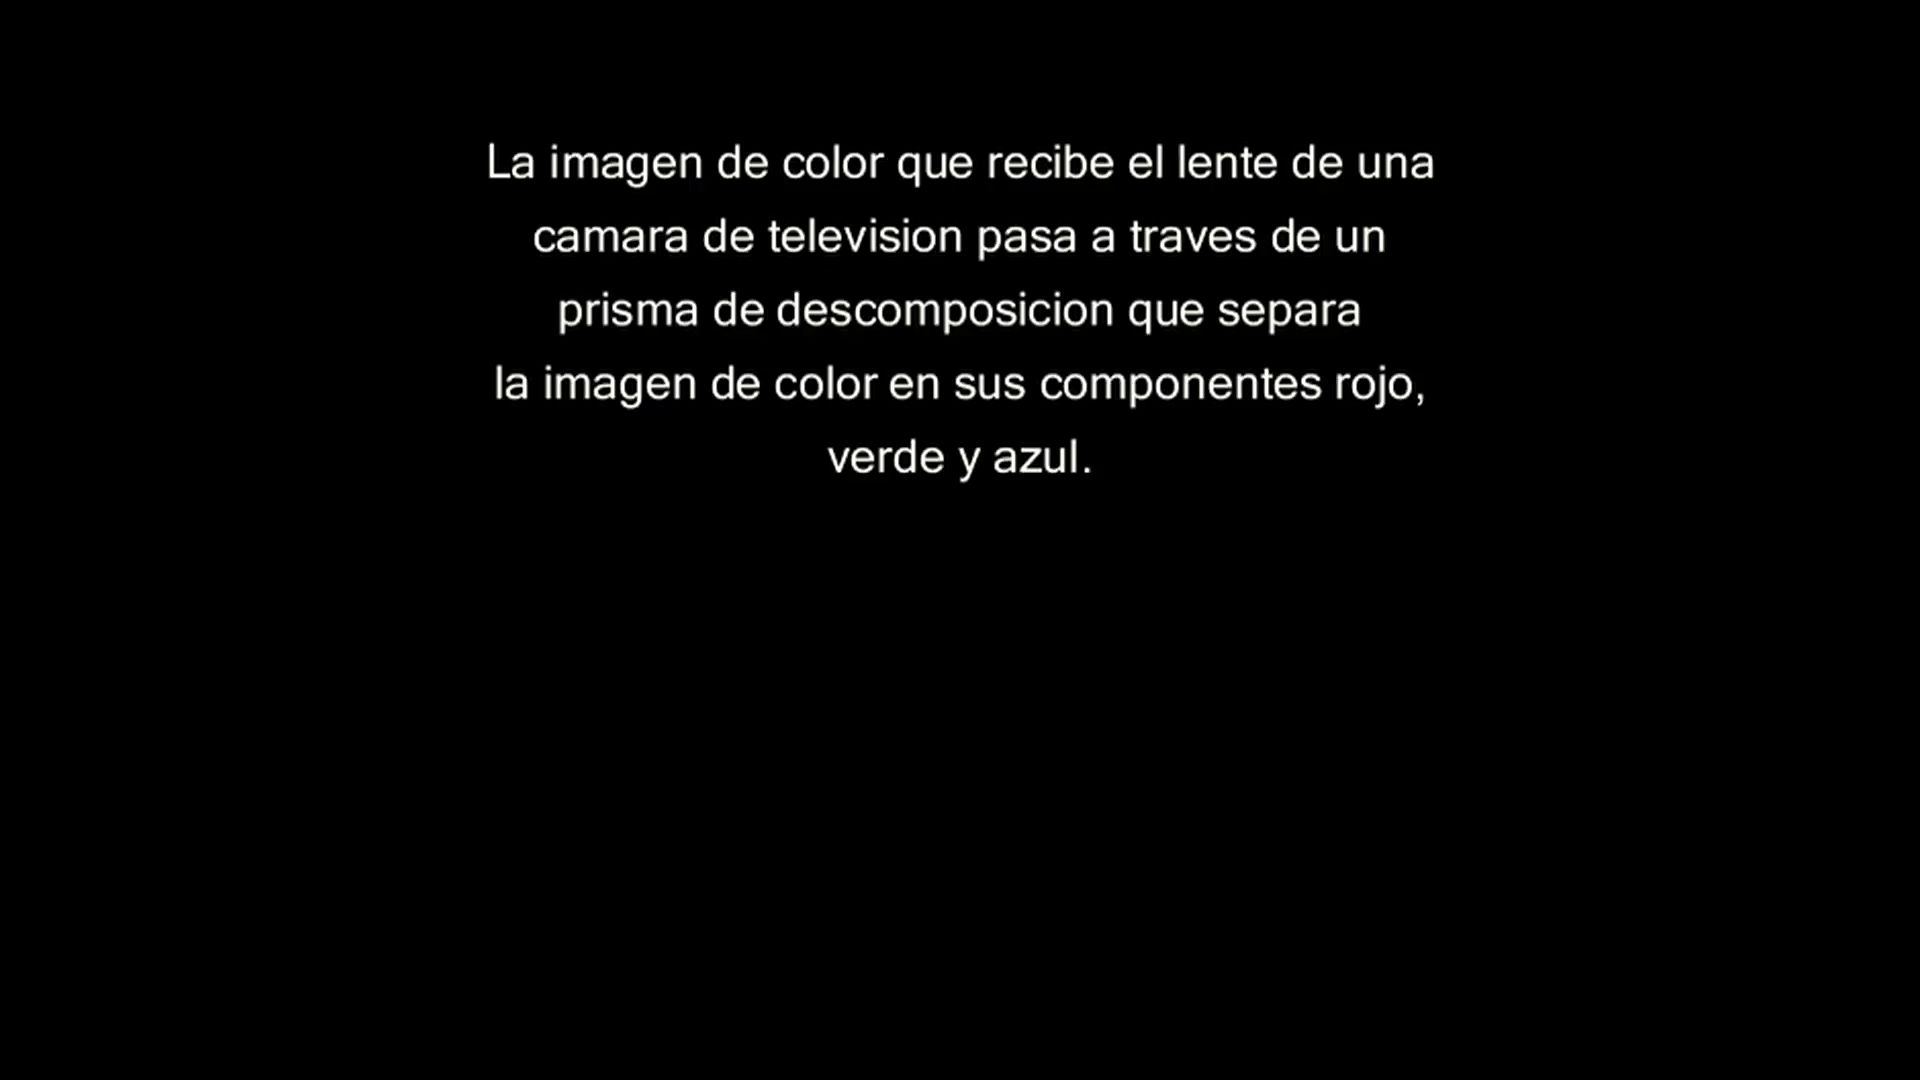 La imagen de color que recibe el lente de una
camara de television pasa a traves de un
prisma de descomposicion que separa
la imagen de color en sus componentes rojo,
verde y azul.